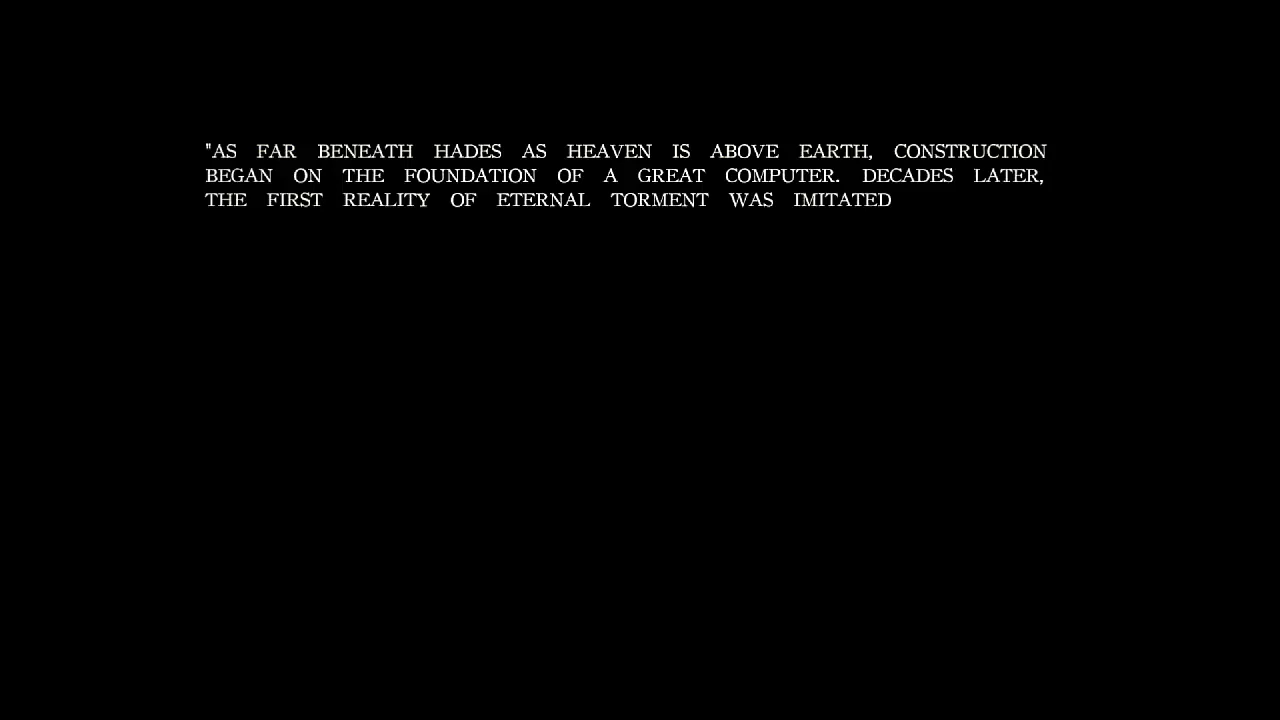 "AS FAR BENEATH HADES AS HEAVEN IS ABOVE EARTH, CONSTRUCTION
BEGAN ON THE FOUNDATION OF A GREAT COMPUTER. DECADES LATER,
THE FIRST REALITY OF ETERNAL TORMENT WAS IMITATED